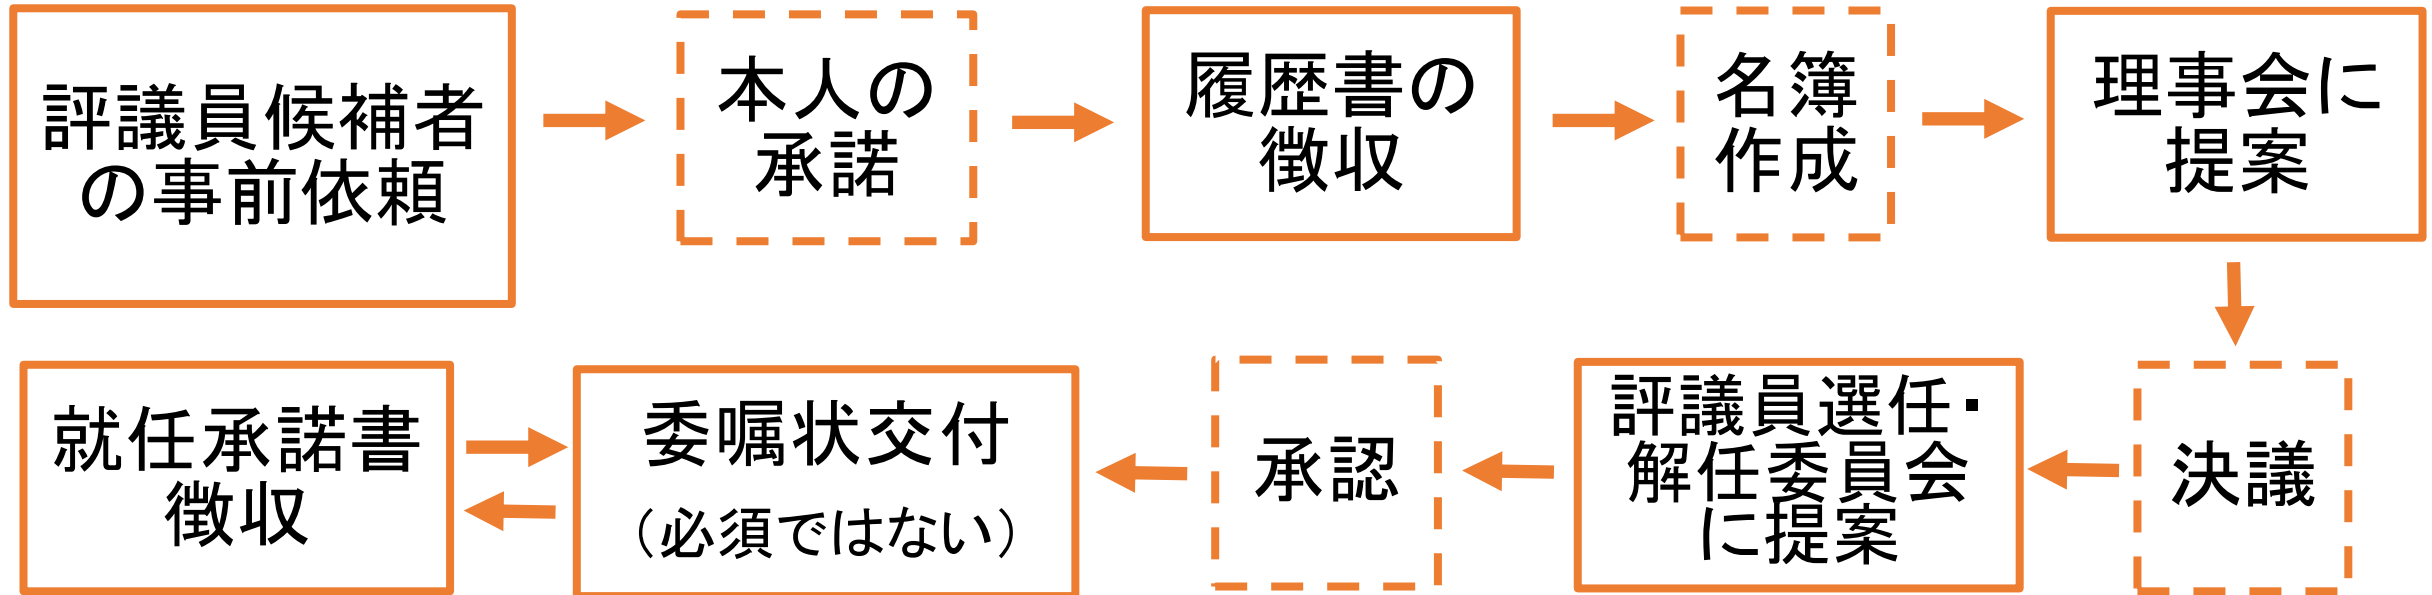 評議員候補者
の事前依頼
本人の
承諾
履歴書の
徴収
名簿
作成
理事会に
提案
決議
評議員選任・
解任委員会
に提案
承認
委嘱状交付
（必須ではない）
就任承諾書
徴収